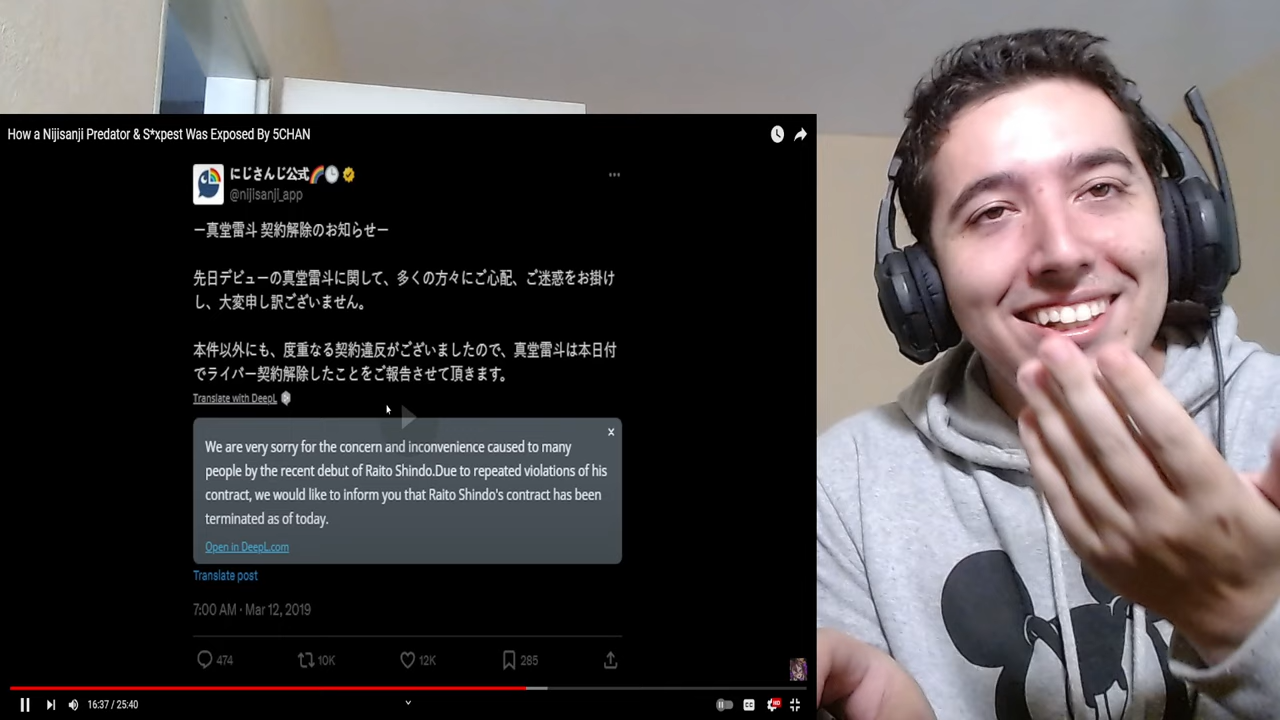 How a Nijisanji Predator & S*xpest Was Exposed By 5CHAN
にじさんじ公式🌈🕒
@nijisanji_app
ー真堂雷斗 契約解除のお知らせー
先日デビューの真堂雷斗に関して、多くの方々にご心配、ご迷惑をお掛け
し、大変申し訳ございません。
本件以外にも、度重なる契約違反がございましたので、真堂雷斗は本日付
でライバー契約解除したことをご報告させて頂きます。
Translate with DeepL
x
We are very sorry for the concern and inconvenience caused to many
people by the recent debut of Raito Shindo.Due to repeated violations of his
contract, we would like to inform you that Raito Shindo's contract has been
terminated as of today.
Open in DeepL.com
Translate post
7:00 AM · Mar 12, 2019
474 10K 12K 285
16:37 / 25:40
CC HD